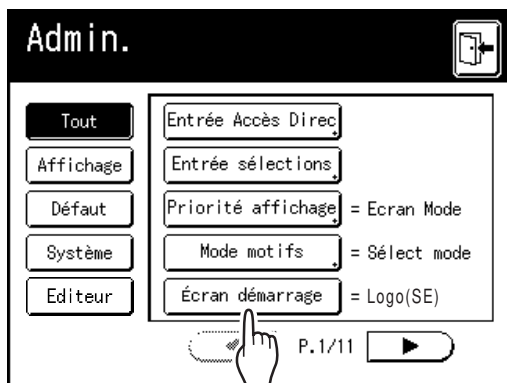 Admin.
Tout
Affichage
Défaut
Système
Editeur
Entrée Accès Direc
Entrée sélections
Priorité affichage = Ecran Mode
Mode motifs = Sélect mode
Écran démarrage = Logo(SE)
P.1/11